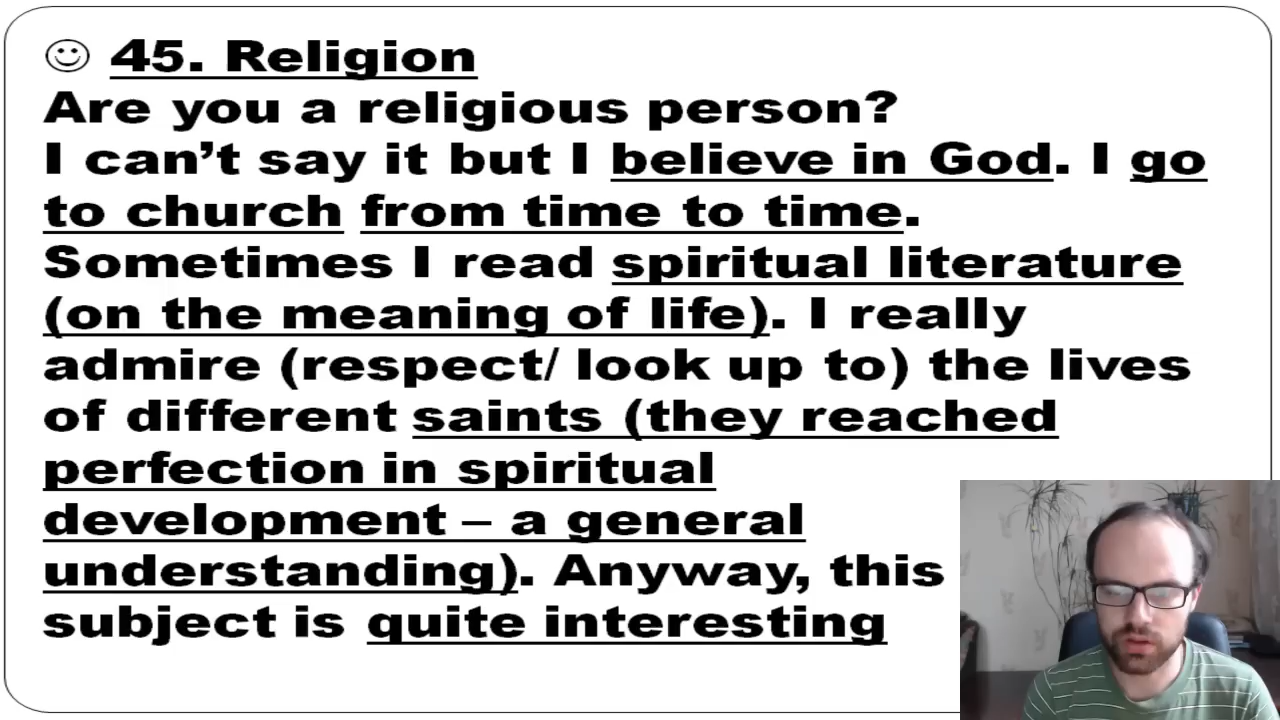 ☺ 45. Religion
Are you a religious person?
I can’t say it but I believe in God. I go
to church from time to time.
Sometimes I read spiritual literature
(on the meaning of life). I really
admire (respect/ look up to) the lives
of different saints (they reached
perfection in spiritual
development – a general
understanding). Anyway, this
subject is quite interesting